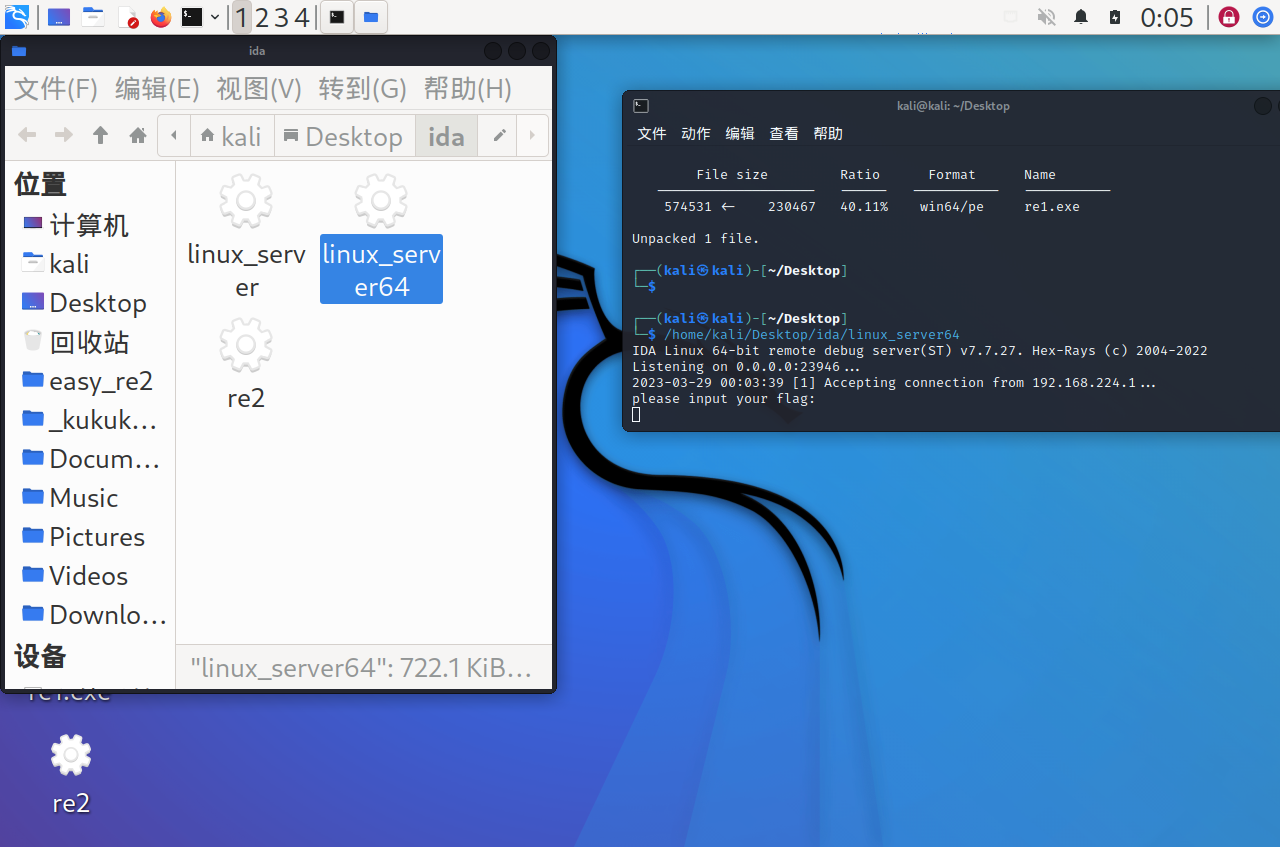 1 2 3 4
0:05
ida
文件(F) 编辑(E) 视图(V) 转到(G) 帮助(H)
kali Desktop ida
位置
计算机
kali
Desktop
回收站
easy_re2
_kukuk...
Docum...
Music
Pictures
Videos
Downlo...
设备
linux_serv
er
linux_serv
er64
re2
"linux_server64": 722.1 KiB...
re1.exe
re2
kali@kali: ~/Desktop
文件 动作 编辑 查看 帮助
File size Ratio Format Name
574531 <- 230467 40.11% win64/pe re1.exe
Unpacked 1 file.
┌──(kali㉿kali)-[~/Desktop]
└─$
┌──(kali㉿kali)-[~/Desktop]
└─$ /home/kali/Desktop/ida/linux_server64
IDA Linux 64-bit remote debug server(ST) v7.7.27. Hex-Rays (c) 2004-2022
Listening on 0.0.0.0:23946...
2023-03-29 00:03:39 [1] Accepting connection from 192.168.224.1...
please input your flag: